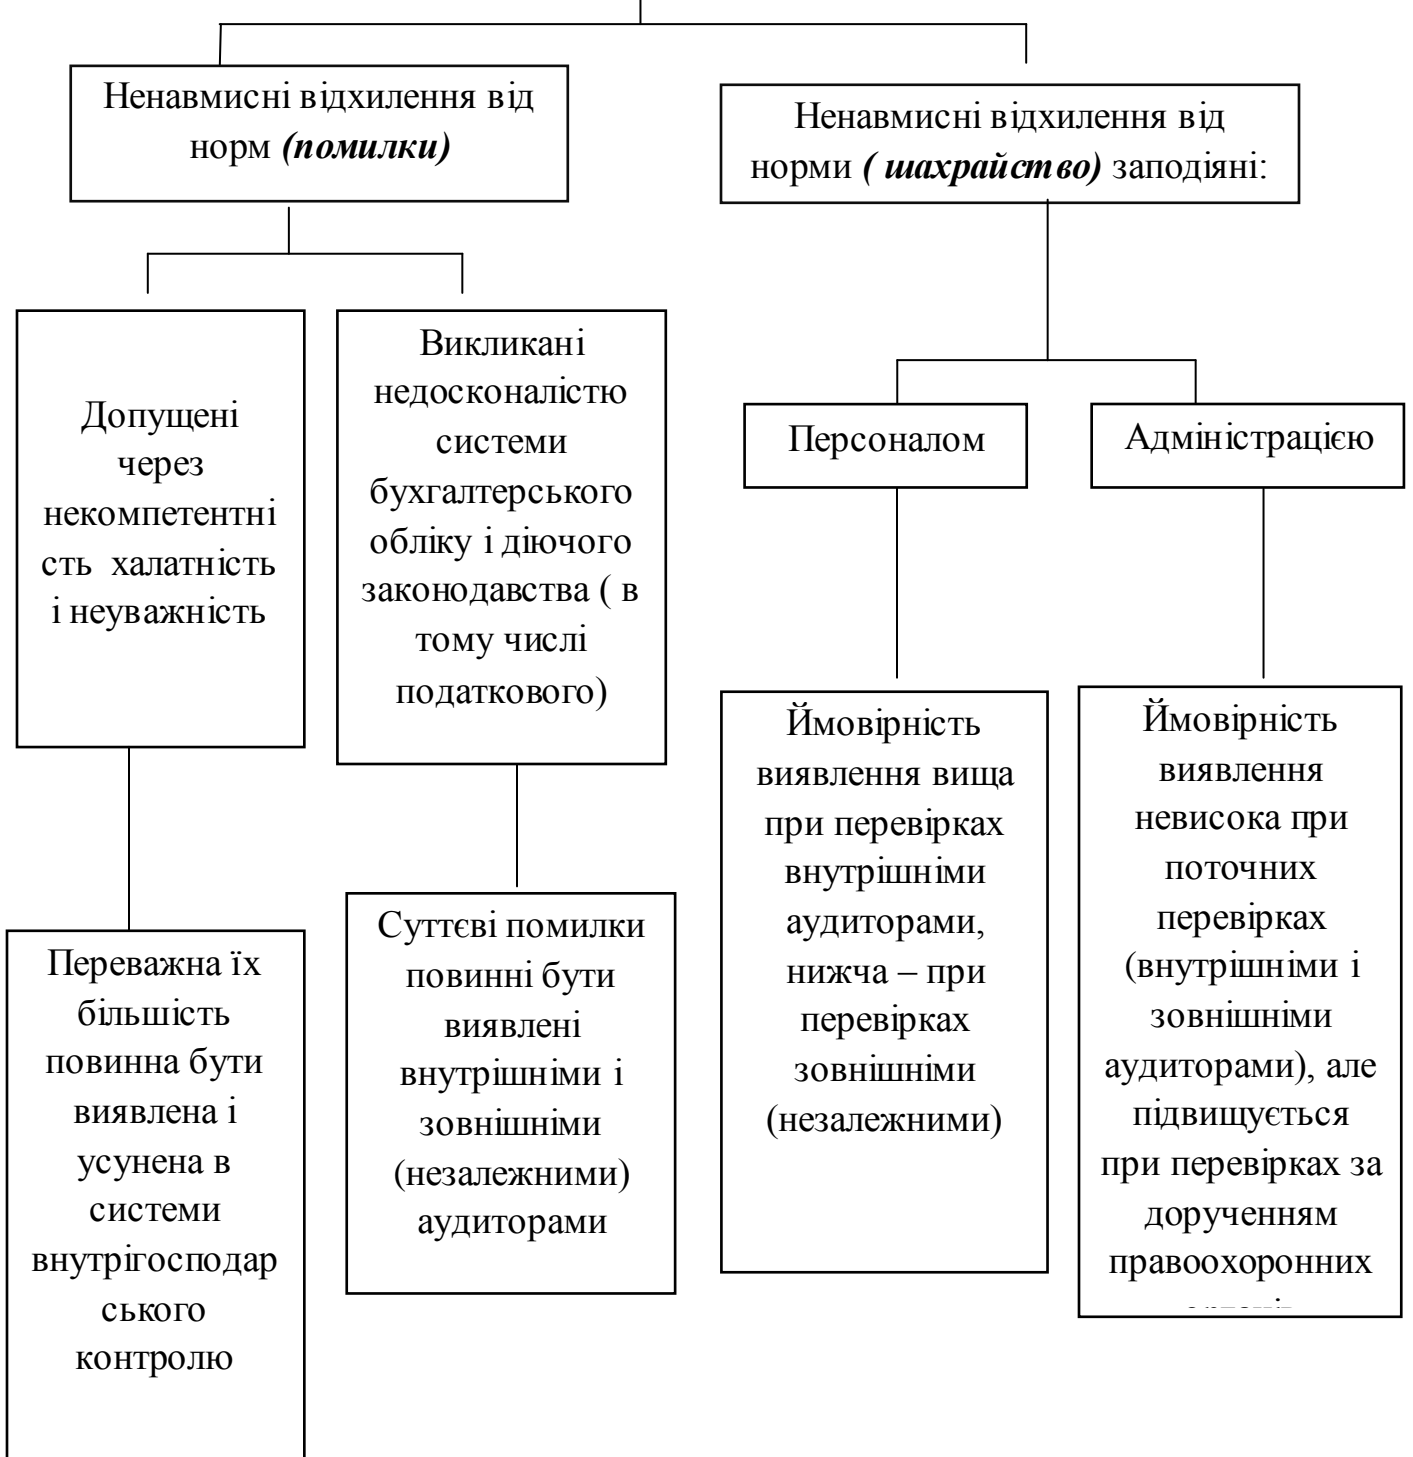 Ненавмисні відхилення від
норм (помилки)
Ненавмисні відхилення від
норми ( шахрайство) заподіяні:
Допущені
через
некомпетентні
сть халатність
і неуважність
Викликані
недосконалістю
системи
бухгалтерського
обліку і діючого
законодавства ( в
тому числі
податкового)
Персоналом
Адміністрацією
Переважна їх
більшість
повинна бути
виявлена і
усунена в
системи
внутрігосподар
ського
контролю
Суттєві помилки
повинні бути
виявлені
внутрішніми і
зовнішніми
(незалежними)
аудиторами
Ймовірність
виявлення вища
при перевірках
внутрішніми
аудиторами,
нижча – при
перевірках
зовнішніми
(незалежними)
Ймовірність
виявлення
невисока при
поточних
перевірках
(внутрішніми і
зовнішніми
аудиторами), але
підвищується
при перевірках за
дорученням
правоохоронних